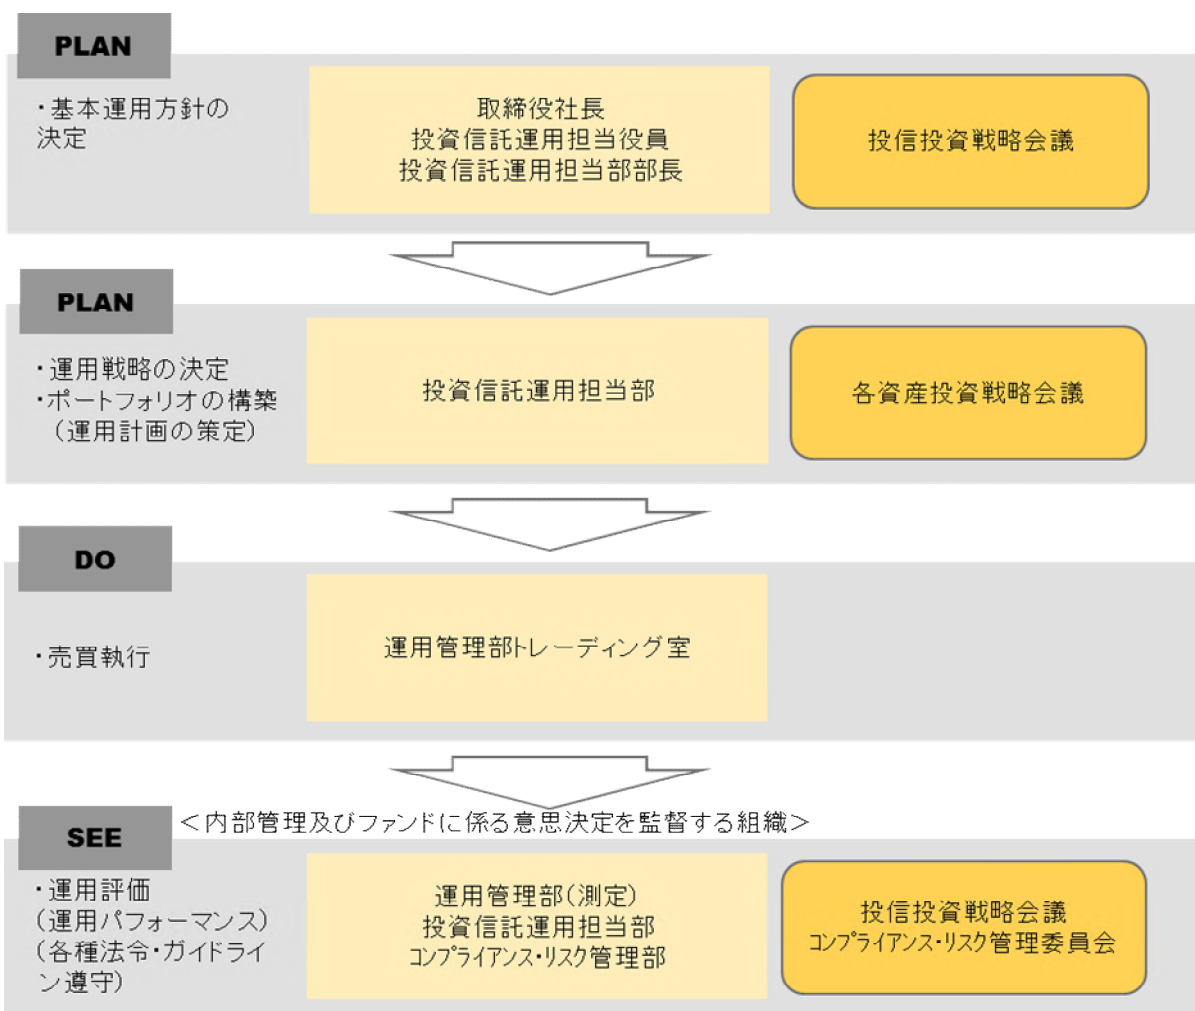 PLAN
・基本運用方針の
決定
取締役社長
投資信託運用担当役員
投資信託運用担当部部長
投信投資戦略会議
PLAN
・運用戦略の決定
・ポートフォリオの構築
（運用計画の策定）
投資信託運用担当部
各資産投資戦略会議
DO
・売買執行
運用管理部トレーディング室
SEE
＜内部管理及びファンドに係る意思決定を監督する組織＞
・運用評価
（運用パフォーマンス）
（各種法令・ガイドライ
ン遵守）
運用管理部（測定）
投資信託運用担当部
コンプライアンス・リスク管理部
投信投資戦略会議
コンプライアンス・リスク管理委員会